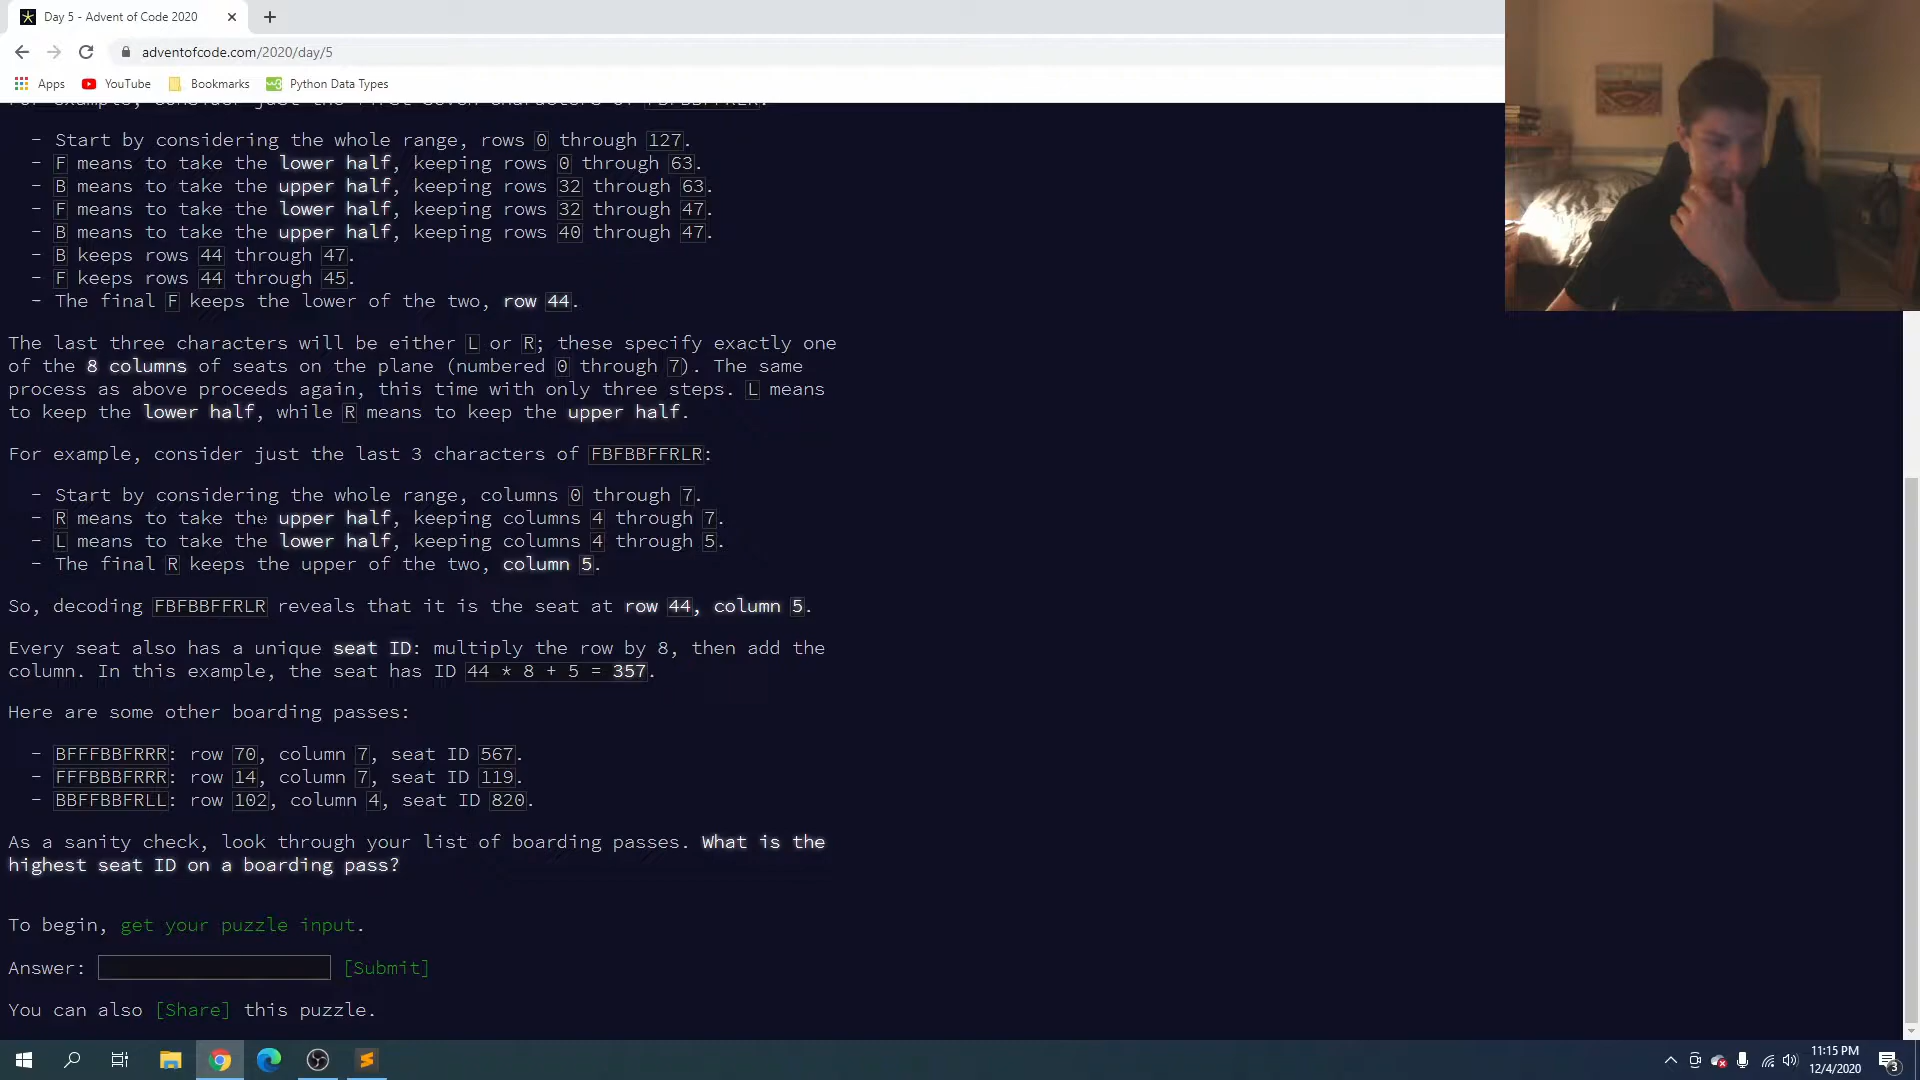 Day 5 - Advent of Code 2020
adventofcode.com/2020/day/5
Apps YouTube Bookmarks Python Data Types
For example, consider just the first seven characters of FBFBBFFRLR:
- Start by considering the whole range, rows 0 through 127.
- F means to take the lower half, keeping rows 0 through 63.
- B means to take the upper half, keeping rows 32 through 63.
- F means to take the lower half, keeping rows 32 through 47.
- B means to take the upper half, keeping rows 40 through 47.
- B keeps rows 44 through 47.
- F keeps rows 44 through 45.
- The final F keeps the lower of the two, row 44.
The last three characters will be either L or R; these specify exactly one
of the 8 columns of seats on the plane (numbered 0 through 7). The same
process as above proceeds again, this time with only three steps. L means
to keep the lower half, while R means to keep the upper half.
For example, consider just the last 3 characters of FBFBBFFRLR:
- Start by considering the whole range, columns 0 through 7.
- R means to take the upper half, keeping columns 4 through 7.
- L means to take the lower half, keeping columns 4 through 5.
- The final R keeps the upper of the two, column 5.
So, decoding FBFBBFFRLR reveals that it is the seat at row 44, column 5.
Every seat also has a unique seat ID: multiply the row by 8, then add the
column. In this example, the seat has ID 44 * 8 + 5 = 357.
Here are some other boarding passes:
- BFFFBBFRRR: row 70, column 7, seat ID 567.
- FFFBBBFRRR: row 14, column 7, seat ID 119.
- BBFFBBFRLL: row 102, column 4, seat ID 820.
As a sanity check, look through your list of boarding passes. What is the
highest seat ID on a boarding pass?
To begin, get your puzzle input.
Answer: [Submit]
You can also [Share] this puzzle.
11:15 PM
12/4/2020
3